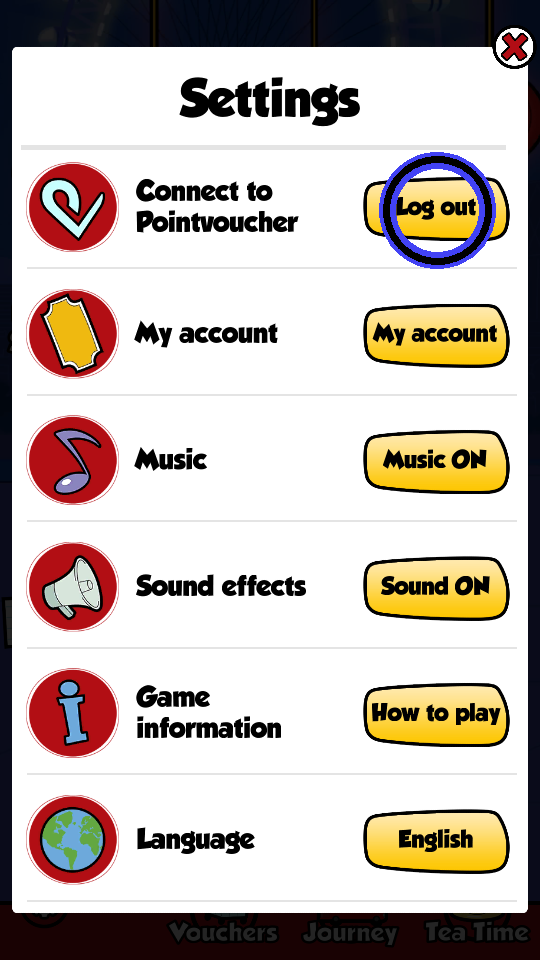 Settings
Connect to
Pointvoucher
Log out
My account
My account
Music
Music ON
Sound effects
Sound ON
Game
information
How to play
Language
English
Vouchers
Journey
Tea Time